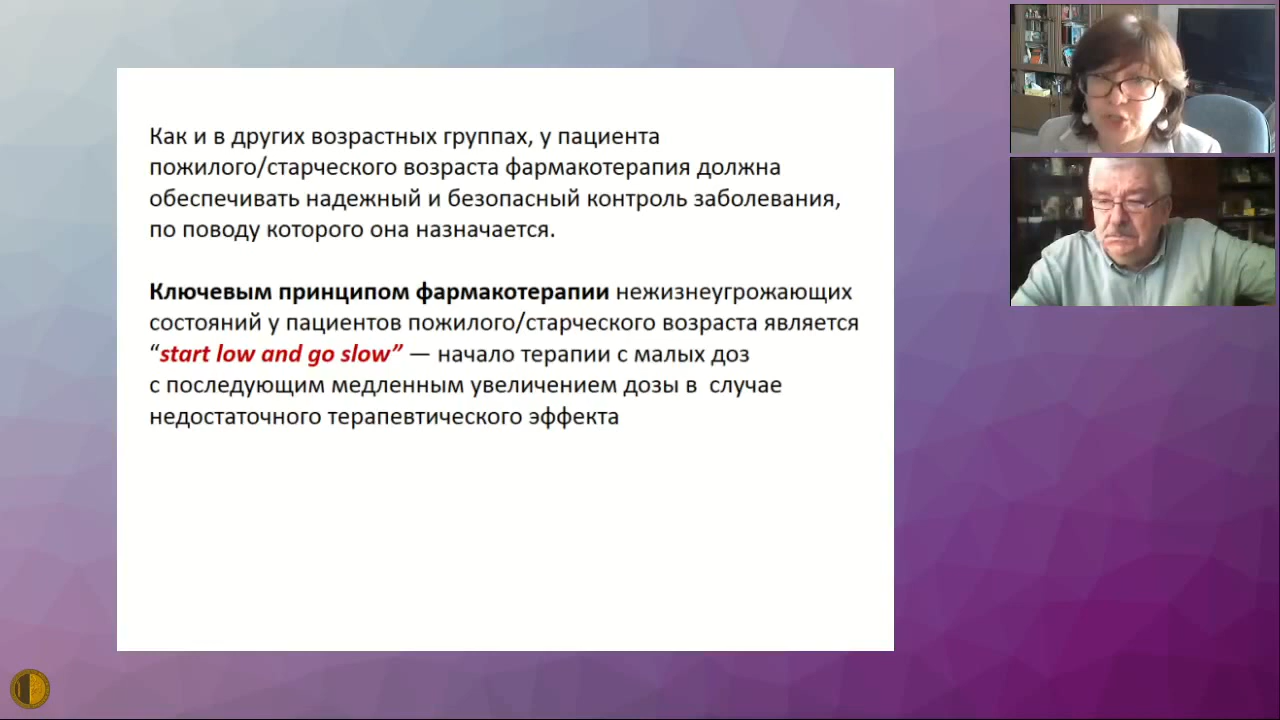 Как и в других возрастных группах, у пациента
пожилого/старческого возраста фармакотерапия должна
обеспечивать надежный и безопасный контроль заболевания,
по поводу которого она назначается.
Ключевым принципом фармакотерапии нежизнеугрожающих
состояний у пациентов пожилого/старческого возраста является
“start low and go slow” — начало терапии с малых доз
с последующим медленным увеличением дозы в  случае
недостаточного терапевтического эффекта